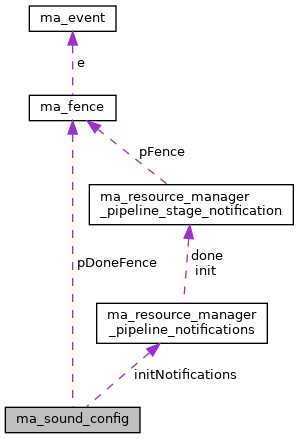 ma_event
e
ma_fence
pFence
ma_resource_manager
_pipeline_stage_notification
pDoneFence
done
init
ma_resource_manager
_pipeline_notifications
initNotifications
ma_sound_config